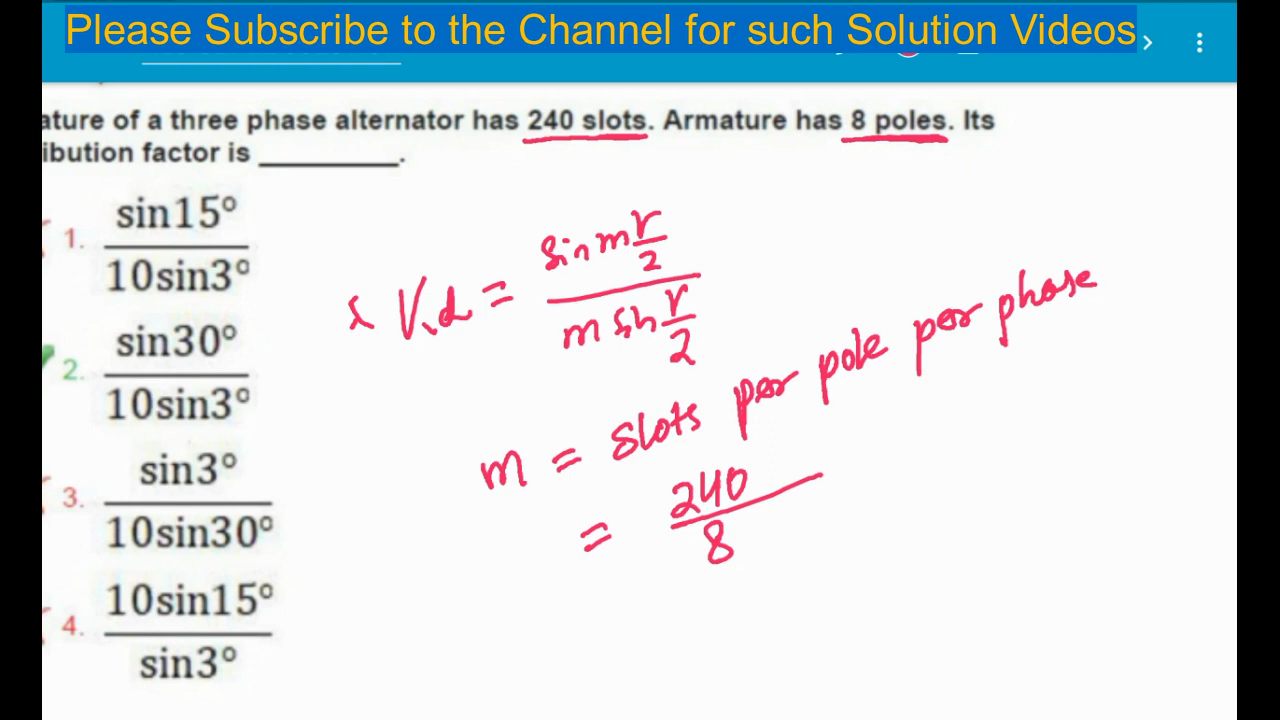 Please Subscribe to the Channel for such Solution Videos
ature of a three phase alternator has 240 slots. Armature has 8 poles. Its
ibution factor is __________.
1. sin15°
10sin3°
2. sin30°
10sin3°
3. sin3°
10sin30°
4. 10sin15°
sin3°
Kd = sin m r/2
m sin r/2
m = slots per pole per phase
= 240
8